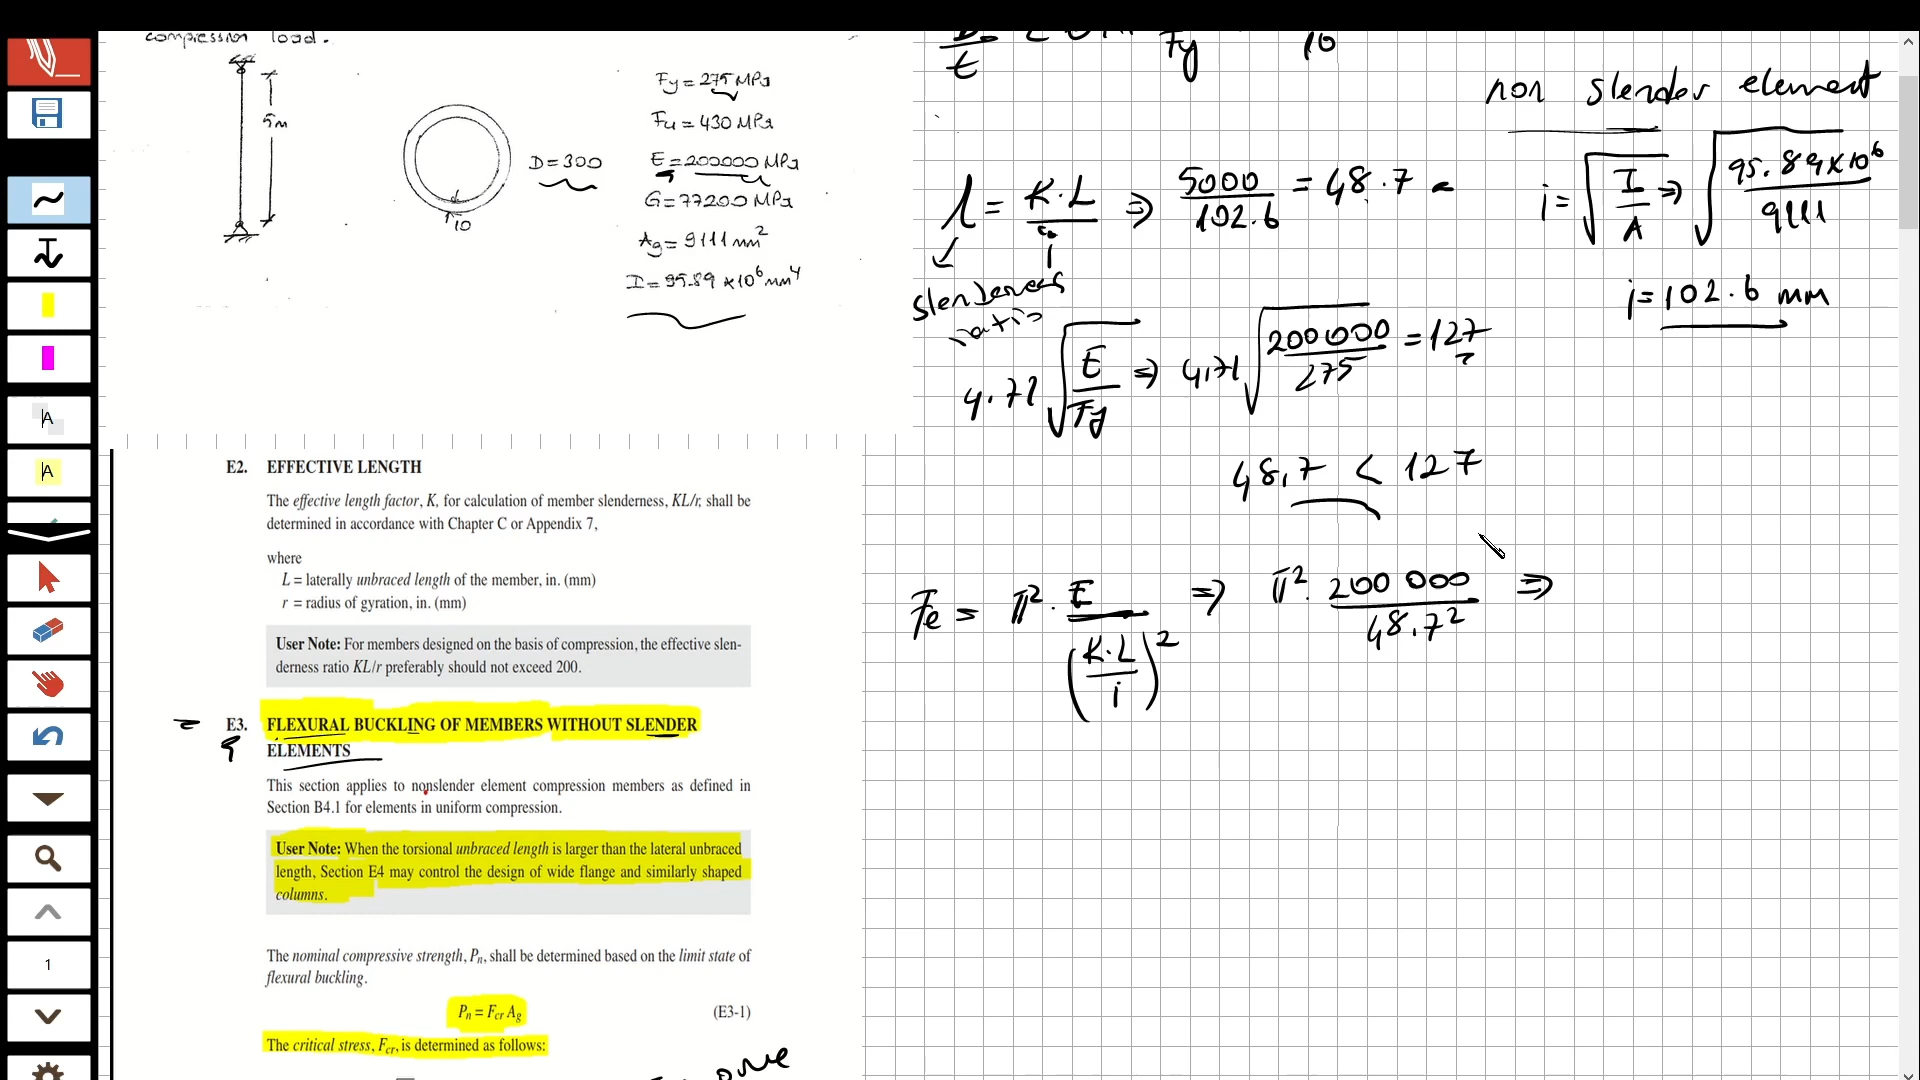 compression load.
5m
D=300
10
Fy=275 MPa
Fu=430 MPa
E=200000 MPa
G=77200 MPa
Ag=9111 mm²
I=95.89 ×10⁶ mm⁴
E2. EFFECTIVE LENGTH
The effective length factor, K, for calculation of member slenderness, KL/r, shall be
determined in accordance with Chapter C or Appendix 7,
where
L = laterally unbraced length of the member, in. (mm)
r = radius of gyration, in. (mm)
User Note: For members designed on the basis of compression, the effective slen-
derness ratio KL/r preferably should not exceed 200.
E3. FLEXURAL BUCKLING OF MEMBERS WITHOUT SLENDER
ELEMENTS
This section applies to nonslender element compression members as defined in
Section B4.1 for elements in uniform compression.
User Note: When the torsional unbraced length is larger than the lateral unbraced
length, Section E4 may control the design of wide flange and similarly shaped
columns.
The nominal compressive strength, Pn, shall be determined based on the limit state of
flexural buckling.
Pn = Fcr Ag (E3-1)
The critical stress, Fcr, is determined as follows:
one
t Fy 10
non slender element
λ = K.L / i ⇒ 5000 / 102.6 = 48.7
slenderness
ratio
i = √(I / A) ⇒ √(95.89×10⁶ / 9111)
i=102.6 mm
4.71 √(E / Fy) ⇒ 4,71 √(200000 / 275) = 127
48,7 < 127
Fe = π². E / (K.L / i)² ⇒ π². 200 000 / 48.7² ⇒
A
A
1